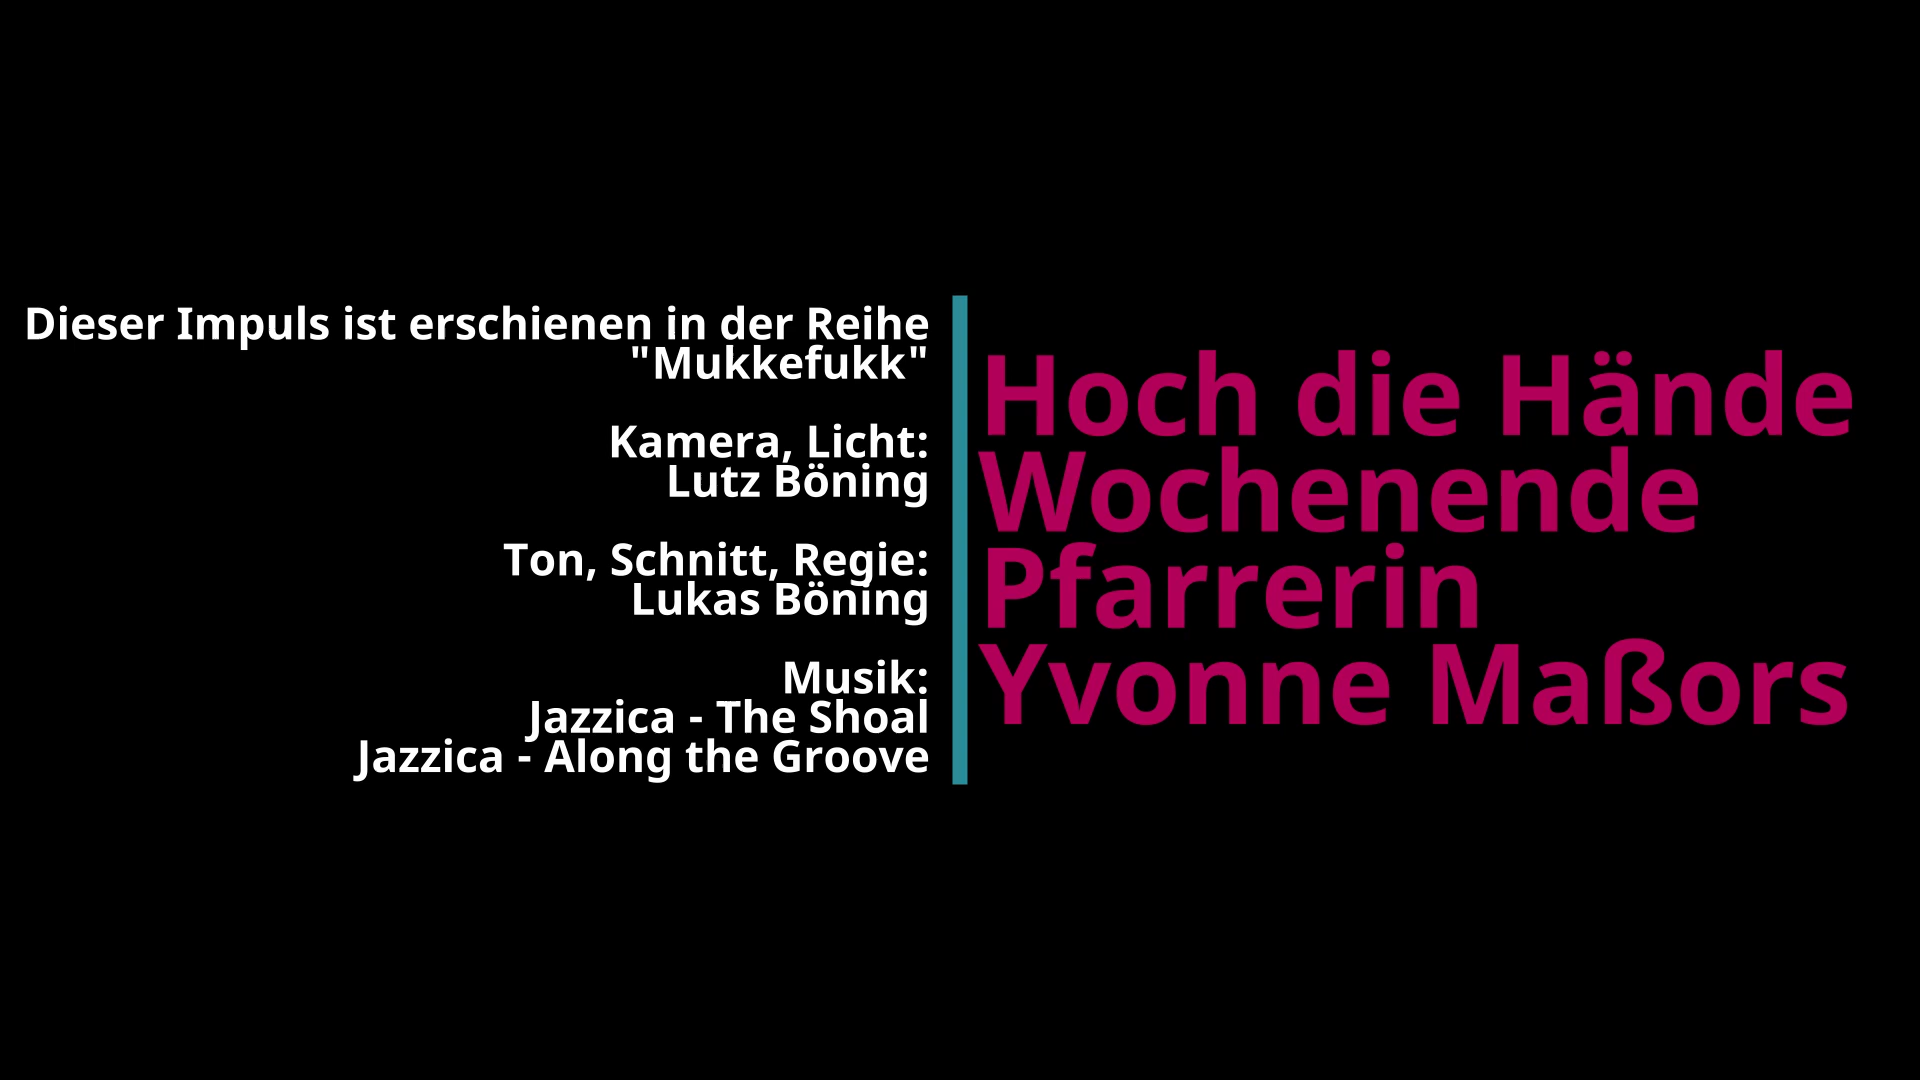 Dieser Impuls ist erschienen in der Reihe
"Mukkefukk"
Kamera, Licht:
Lutz Böning
Ton, Schnitt, Regie:
Lukas Böning
Musik:
Jazzica - The Shoal
Jazzica - Along the Groove
Hoch die Hände
Wochenende
Pfarrerin
Yvonne Maßors